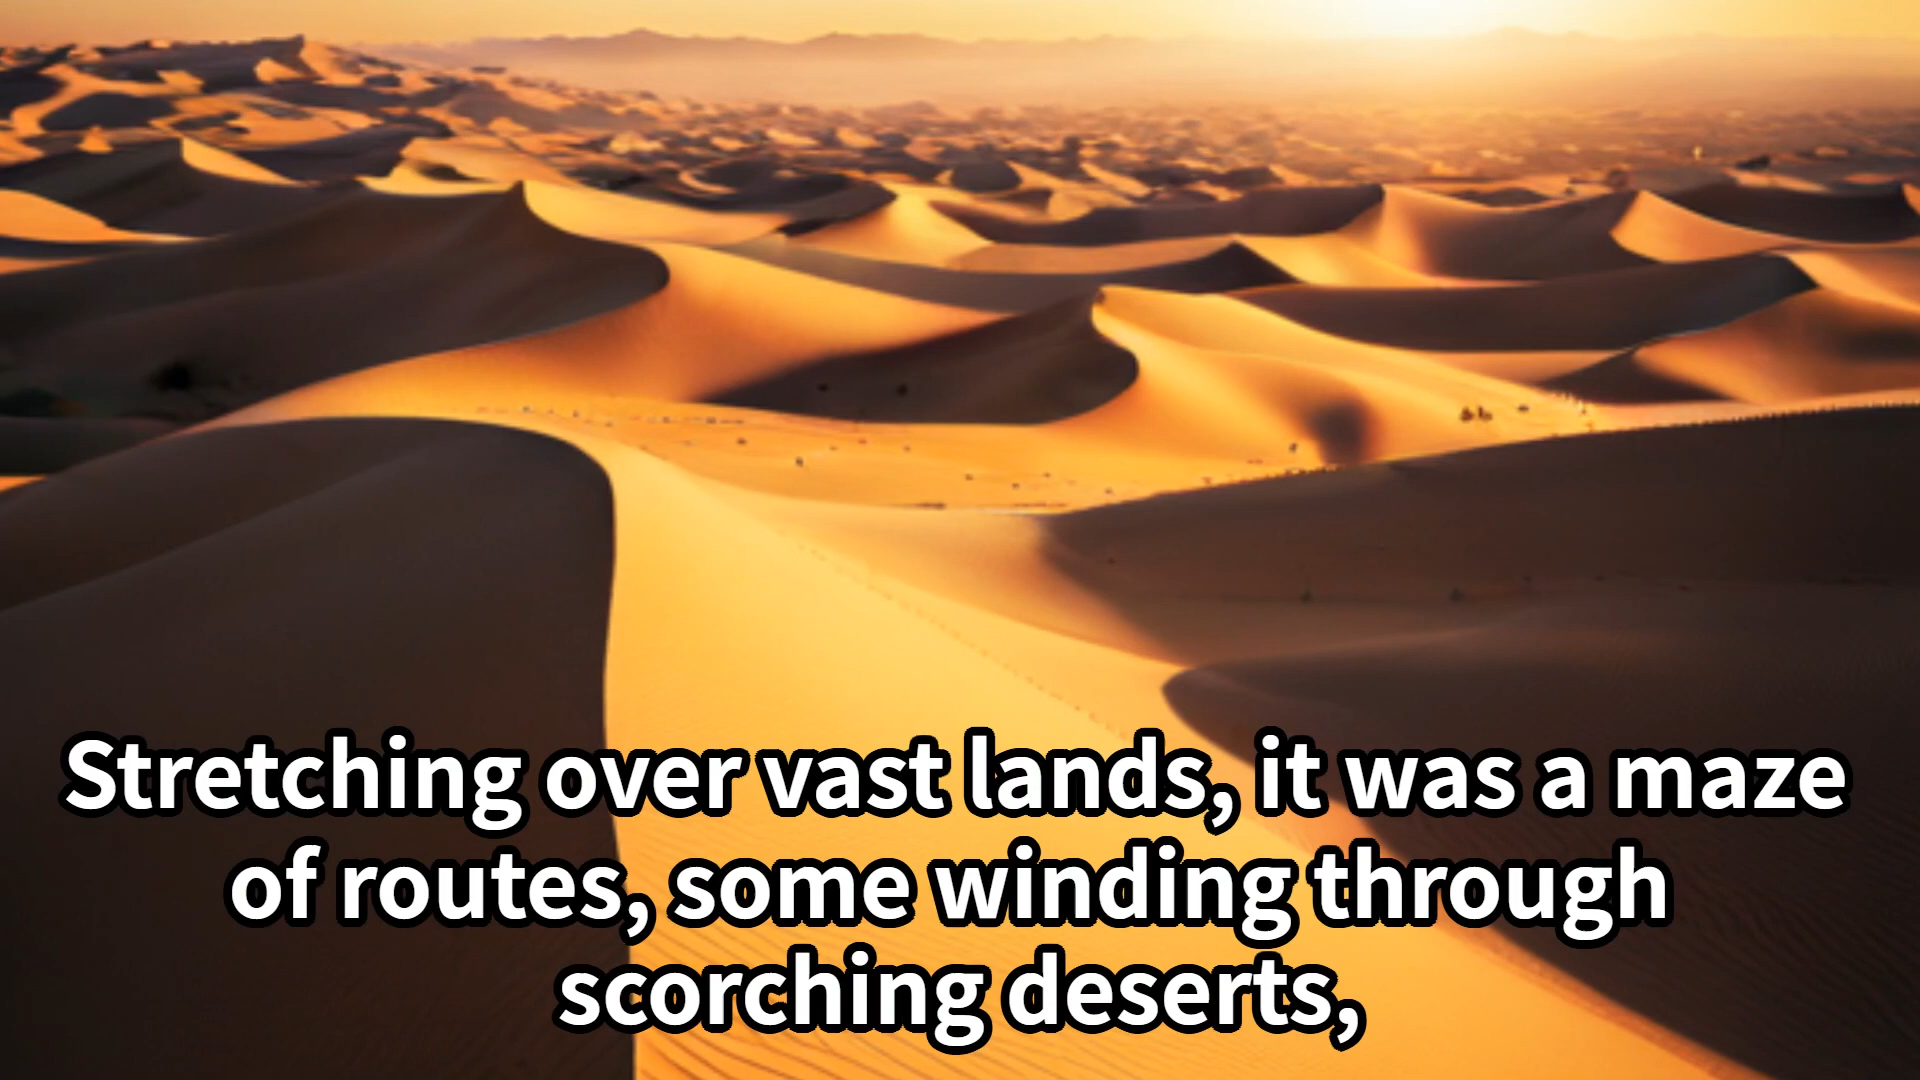 Stretching over vast lands, it was a maze
of routes, some winding through
scorching deserts,